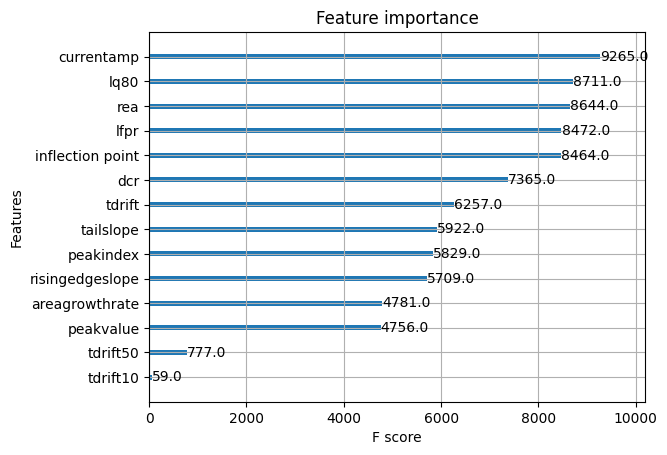 Feature importance
Features
currentamp 9265.0
lq80 8711.0
rea 8644.0
lfpr 8472.0
inflection point 8464.0
dcr 7365.0
tdrift 6257.0
tailslope 5922.0
peakindex 5829.0
risingedgeslope 5709.0
areagrowthrate 4781.0
peakvalue 4756.0
tdrift50 777.0
tdrift10 59.0
0 2000 4000 6000 8000 10000
F score